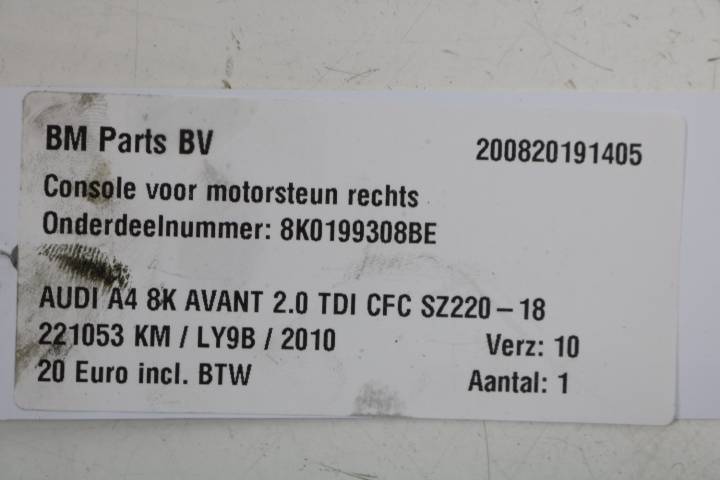 BM Parts BV 200820191405
Console voor motorsteun rechts
Onderdeelnummer: 8K0199308BE
AUDI A4 8K AVANT 2.0 TDI CFC SZ220 – 18
221053 KM / LY9B / 2010 Verz: 10
20 Euro incl. BTW Aantal: 1